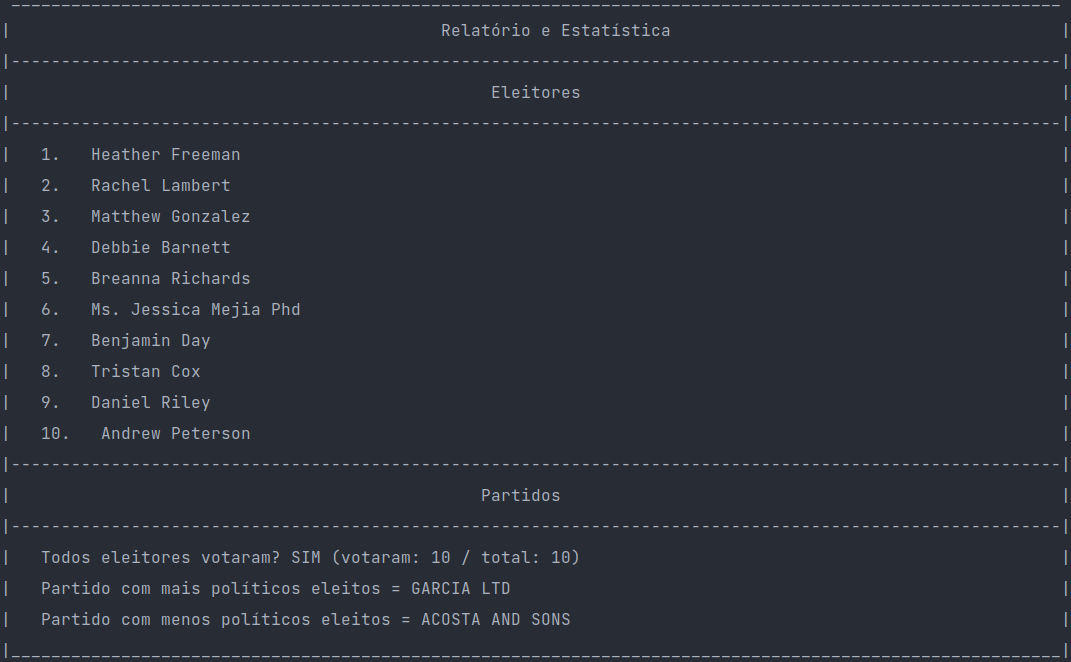 Relatório e Estatística
Eleitores
1. Heather Freeman
2. Rachel Lambert
3. Matthew Gonzalez
4. Debbie Barnett
5. Breanna Richards
6. Ms. Jessica Mejia Phd
7. Benjamin Day
8. Tristan Cox
9. Daniel Riley
10. Andrew Peterson
Partidos
Todos eleitores votaram? SIM (votaram: 10 / total: 10)
Partido com mais políticos eleitos = GARCIA LTD
Partido com menos políticos eleitos = ACOSTA AND SONS